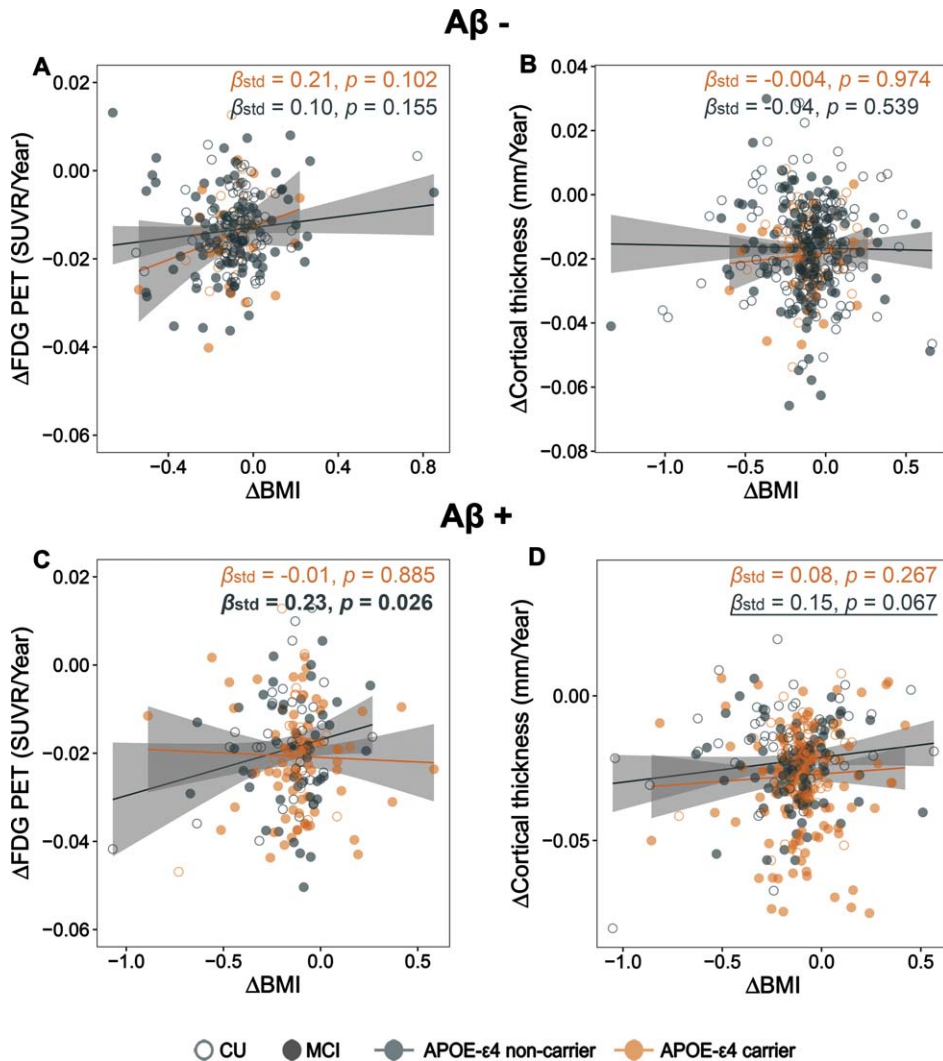 Aβ -
A
βstd = 0.21, p = 0.102
βstd = 0.10, p = 0.155
ΔFDG PET (SUVR/Year)
0.02
0.00
−0.02
−0.04
−0.06
−0.4 0.0 0.4 0.8
ΔBMI
B
βstd = -0.004, p = 0.974
βstd = -0.04, p = 0.539
ΔCortical thickness (mm/Year)
0.04
0.02
0.00
−0.02
−0.04
−0.06
−0.08
−1.0 −0.5 0.0 0.5
ΔBMI
Aβ +
C
βstd = -0.01, p = 0.885
βstd = 0.23, p = 0.026
ΔFDG PET (SUVR/Year)
0.02
0.00
−0.02
−0.04
−0.06
−1.0 −0.5 0.0 0.5
ΔBMI
D
βstd = 0.08, p = 0.267
βstd = 0.15, p = 0.067
ΔCortical thickness (mm/Year)
0.00
−0.05
−1.0 −0.5 0.0 0.5
ΔBMI
CU MCI APOE-ε4 non-carrier APOE-ε4 carrier